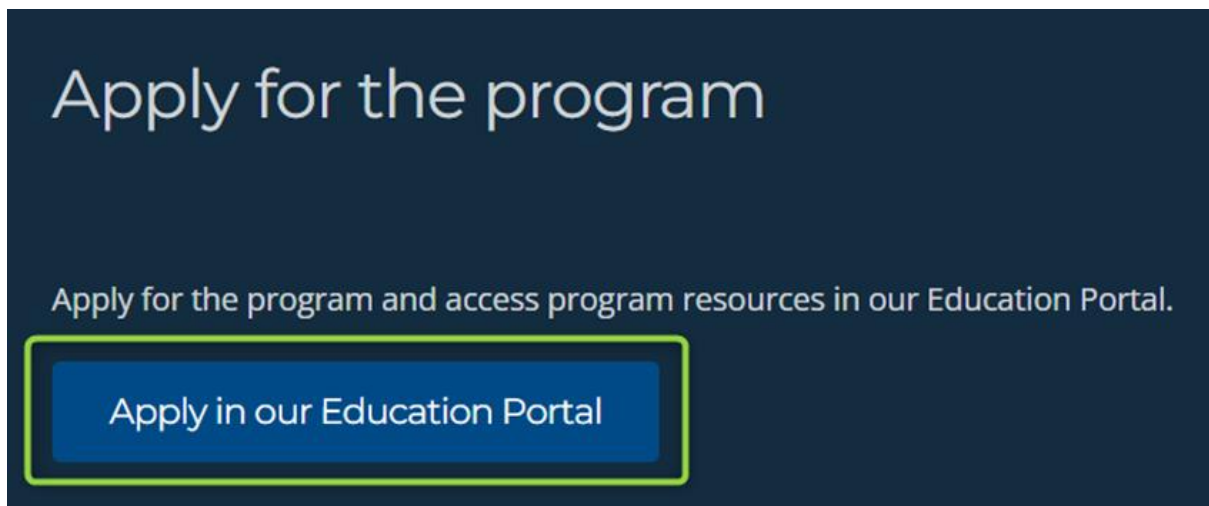 Apply for the program
Apply for the program and access program resources in our Education Portal.
Apply in our Education Portal